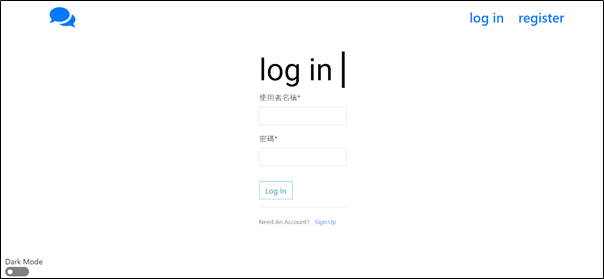 log in register
log in
使用者名稱*
密碼*
Log In
Need An Account? Sign Up
Dark Mode